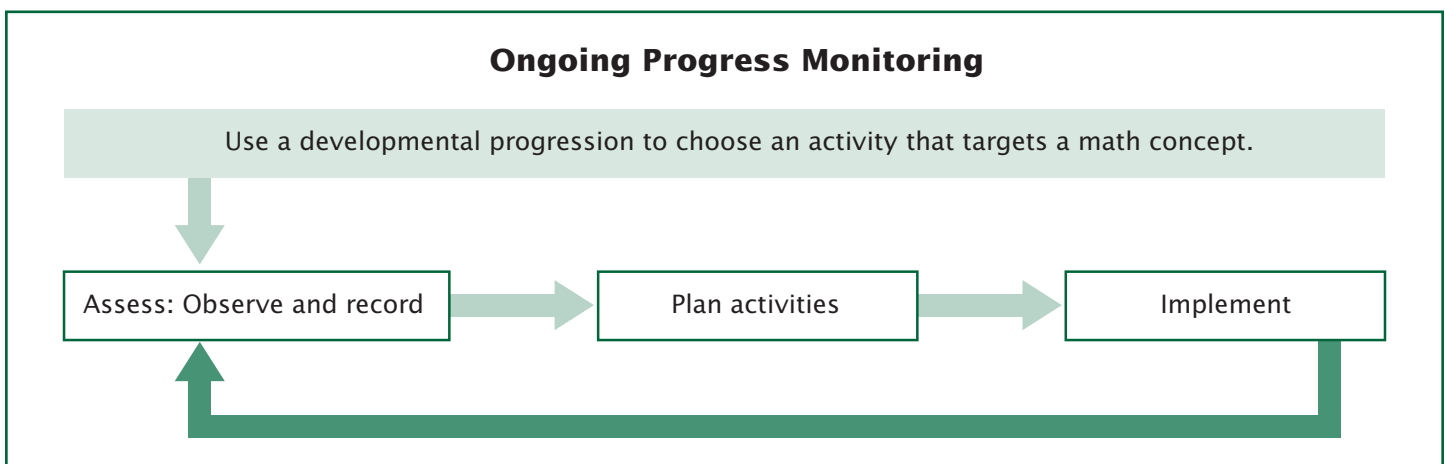 Ongoing Progress Monitoring
Use a developmental progression to choose an activity that targets a math concept.
Assess: Observe and record
Plan activities
Implement